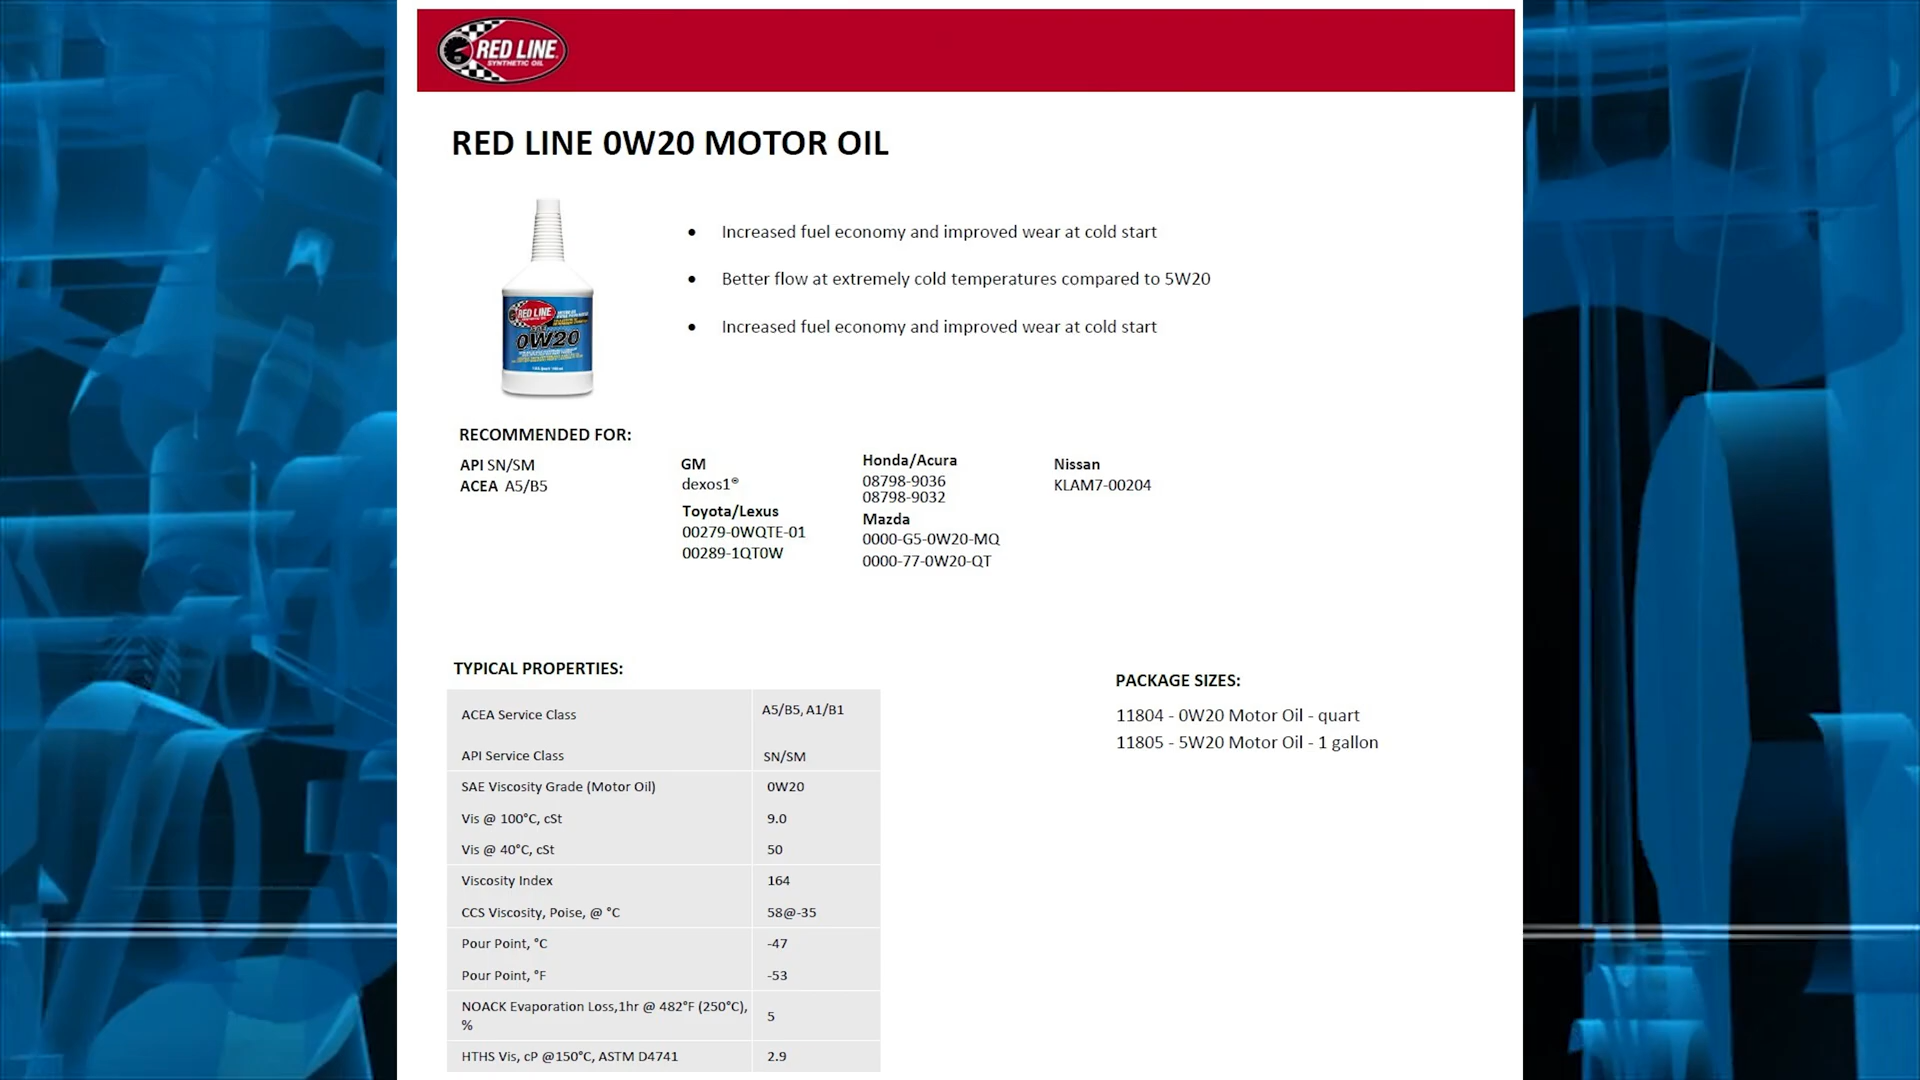 RED LINE
SYNTHETIC OIL
RED LINE 0W20 MOTOR OIL
• Increased fuel economy and improved wear at cold start
• Better flow at extremely cold temperatures compared to 5W20
• Increased fuel economy and improved wear at cold start
RED LINE
0W20
RECOMMENDED FOR:
API SN/SM
ACEA A5/B5
GM
dexos1®
Toyota/Lexus
00279-0WQTE-01
00289-1QT0W
Honda/Acura
08798-9036
08798-9032
Mazda
0000-G5-0W20-MQ
0000-77-0W20-QT
Nissan
KLAM7-00204
TYPICAL PROPERTIES:
ACEA Service Class A5/B5, A1/B1
API Service Class SN/SM
SAE Viscosity Grade (Motor Oil) 0W20
Vis @ 100°C, cSt 9.0
Vis @ 40°C, cSt 50
Viscosity Index 164
CCS Viscosity, Poise, @ °C 58@-35
Pour Point, °C -47
Pour Point, °F -53
NOACK Evaporation Loss,1hr @ 482°F (250°C),
% 5
HTHS Vis, cP @150°C, ASTM D4741 2.9
PACKAGE SIZES:
11804 - 0W20 Motor Oil - quart
11805 - 5W20 Motor Oil - 1 gallon